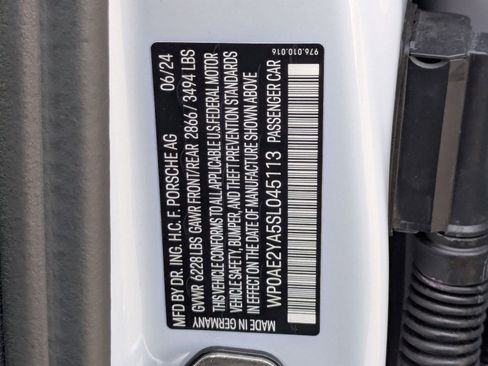 MFD BY DR. ING. H.C. F. PORSCHE AG 06/24
GVWR 6228 LBS GAWR FRONT/REAR 2866 / 3494 LBS
THIS VEHICLE CONFORMS TO ALL APPLICABLE U.S. FEDERAL MOTOR
VEHICLE SAFETY, BUMPER, AND THEFT PREVENTION STANDARDS
IN EFFECT ON THE DATE OF MANUFACTURE SHOWN ABOVE
WP0AE2YA5SL045113 PASSENGER CAR
MADE IN GERMANY 976.010.016